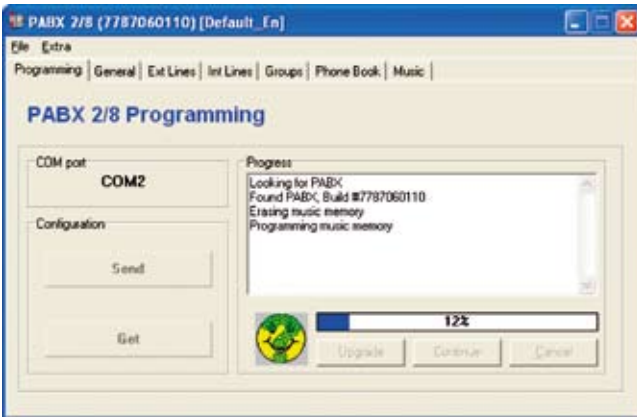 PABX 2/8 (7787060110) [Default_En]
File Extra
Programming General Ext Lines Int Lines Groups Phone Book Music
PABX 2/8 Programming
COM port
COM2
Configuration
Send
Get
Progress
Looking for PABX
Found PABX, Build #7787060110
Erasing music memory
Programming music memory
12%
Upgrade Continue Cancel